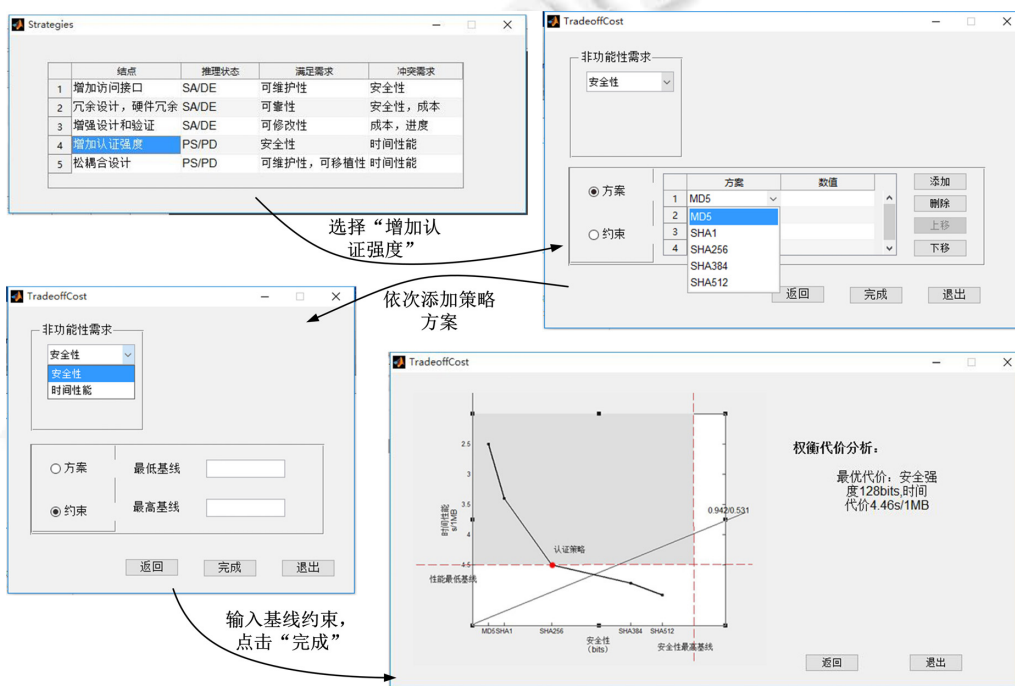 Strategies
结点 推理状态 满足需求 冲突需求
1 增加访问接口 SA/DE 可维护性 安全性
2 冗余设计，硬件冗余 SA/DE 可靠性 安全性，成本
3 增强设计和验证 SA/DE 可修改性 成本，进度
4 增加认证强度 PS/PD 安全性 时间性能
5 松耦合设计 PS/PD 可维护性，可移植性 时间性能
选择“增加认
证强度”
TradeoffCost
非功能性需求
安全性
方案
约束
方案 数值
1 MD5
2 MD5
3 SHA1
4 SHA256
SHA384
SHA512
添加
删除
上移
下移
返回 完成 退出
依次添加策略
方案
TradeoffCost
非功能性需求
安全性
安全性
时间性能
方案 最低基线
约束 最高基线
返回 完成 退出
输入基线约束，
点击“完成”
TradeoffCost
2.5
3
3.5
4
4.5
时间性能
s/1MB
0.942/0.531
认证策略
性能最低基线
MD5 SHA1 SHA256 SHA384 SHA512
安全性
（bits）
安全性最高基线
权衡代价分析：
最优代价：安全强
度128bits,时间
代价4.46s/1MB
返回 退出